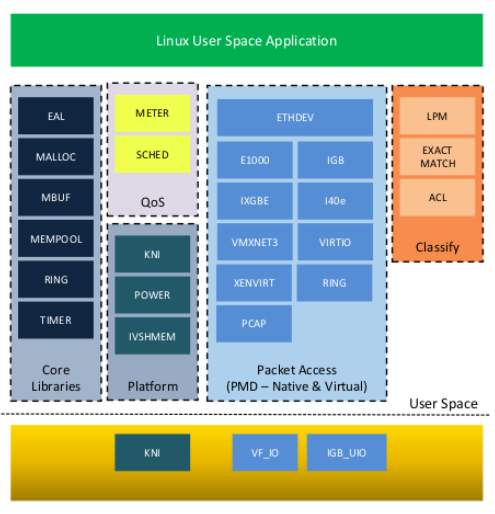 Linux User Space Application
EAL
MALLOC
MBUF
MEMPOOL
RING
TIMER
Core
Libraries
METER
SCHED
QoS
KNI
POWER
IVSHMEM
Platform
ETHDEV
E1000
IGB
IXGBE
I40e
VMXNET3
VIRTIO
XENVIRT
RING
PCAP
Packet Access
(PMD – Native & Virtual)
LPM
EXACT
MATCH
ACL
Classify
User Space
KNI
VF_IO
IGB_UIO